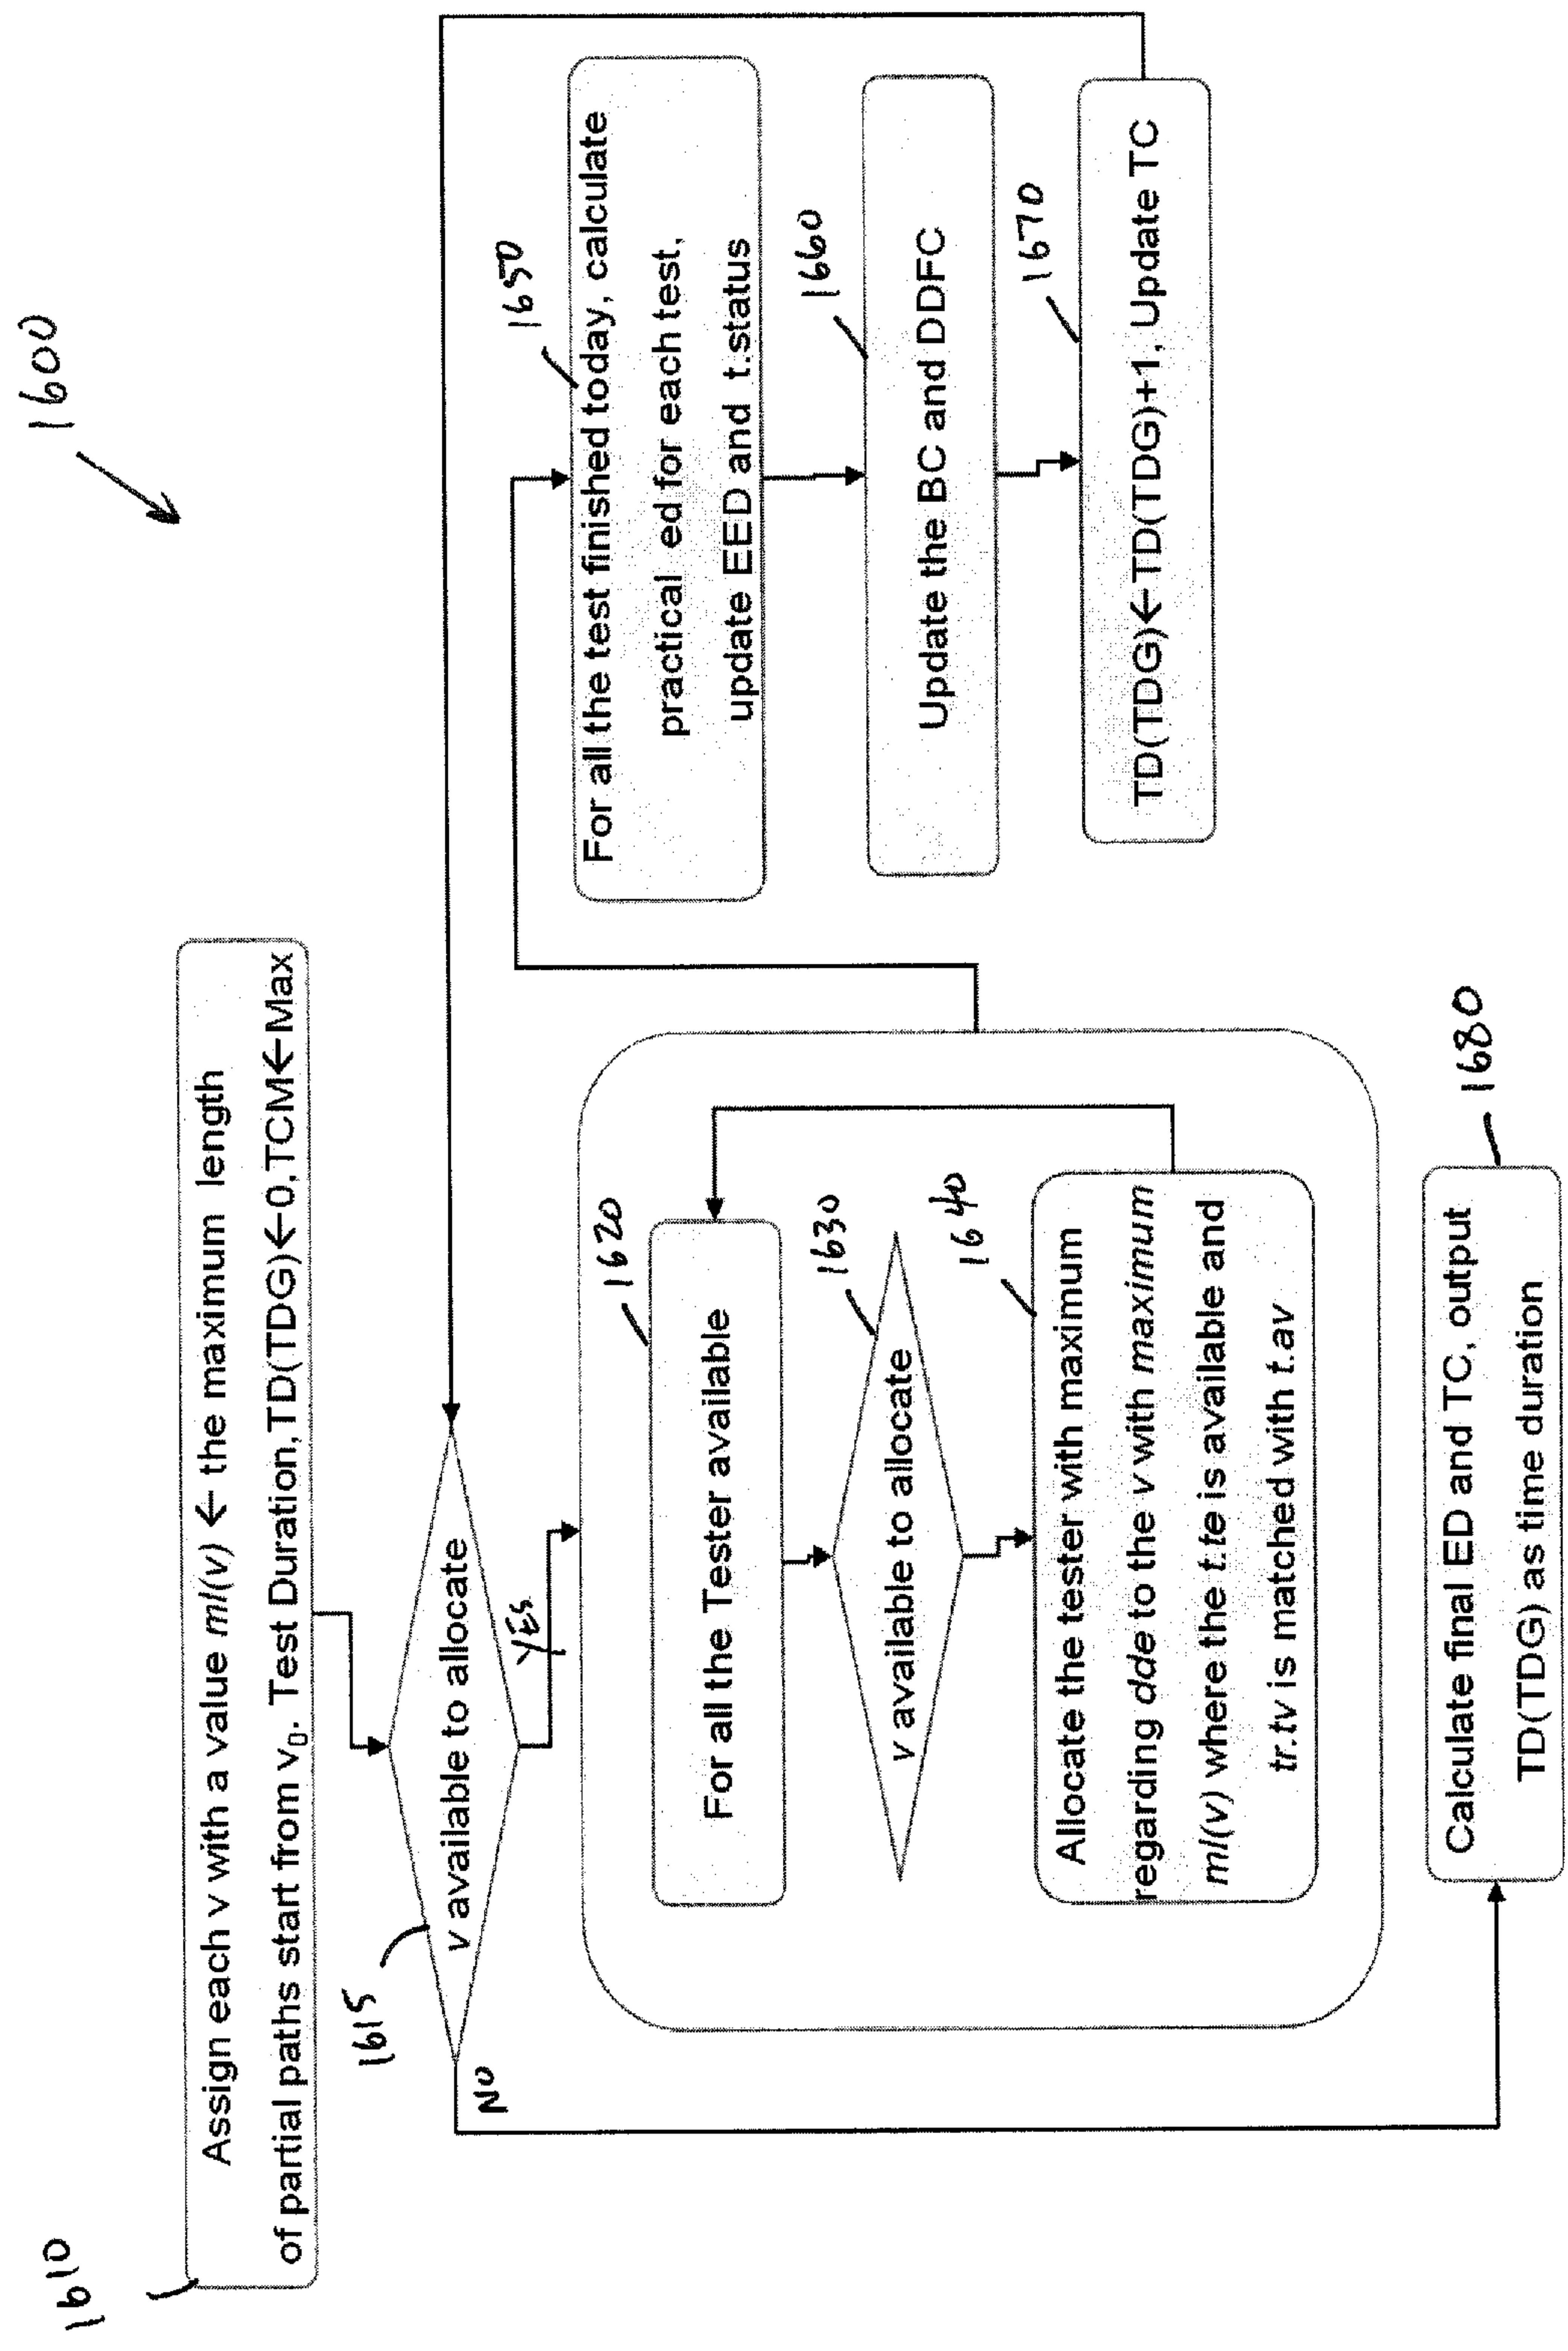 1600
1610
Assign each v with a value ml(v) ← the maximum length
of partial paths start from v0. Test Duration,TD(TDG)←0,TCM←Max
1615
v available to allocate
YES
NO
1620
For all the Tester available
1630
v available to allocate
1640
Allocate the tester with maximum
regarding dde to the v with maximum
ml(v) where the t.te is available and
tr.tv is matched with t.av
1650
For all the test finished today, calculate
practical ed for each test,
update EED and t.status
1660
Update the BC and DDFC
1670
TD(TDG)←TD(TDG)+1, Update TC
1680
Calculate final ED and TC, output
TD(TDG) as time duration